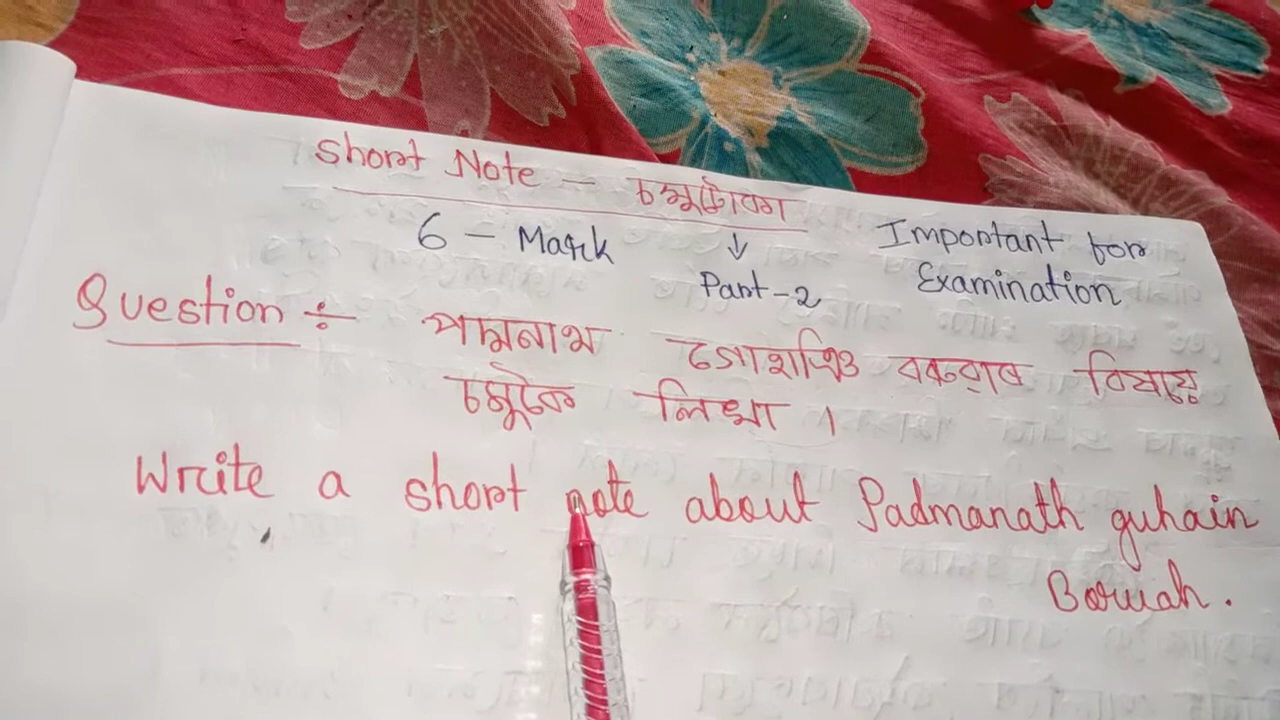 Short Note - চমুটোকা
6 - Mark ↓ Important for
Part-2 Examination
Question ÷ পদ্মনাথ গোহাঞি বৰুৱাৰ বিষয়ে
চমুকৈ লিখা ।
Write a short note about Padmanath guhain
Boruah.